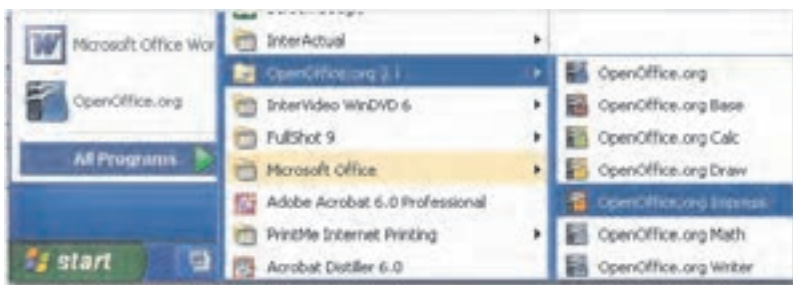 Microsoft Office Wor
OpenOffice.org
All Programs
start
InterActual
OpenOffice.org 2.1
InterVideo WinDVD 6
FullShot 9
Microsoft Office
Adobe Acrobat 6.0 Professional
PrintMe Internet Printing
Acrobat Distiller 6.0
OpenOffice.org
OpenOffice.org Base
OpenOffice.org Calc
OpenOffice.org Draw
OpenOffice.org Impress
OpenOffice.org Math
OpenOffice.org Writer